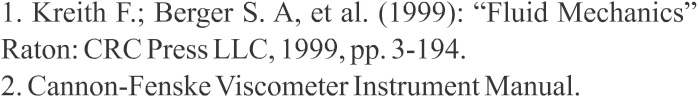 1. Kreith F.; Berger S. A, et al. (1999): “Fluid Mechanics”
Raton: CRC Press LLC, 1999, pp. 3-194.
2. Cannon-Fenske Viscometer Instrument Manual.